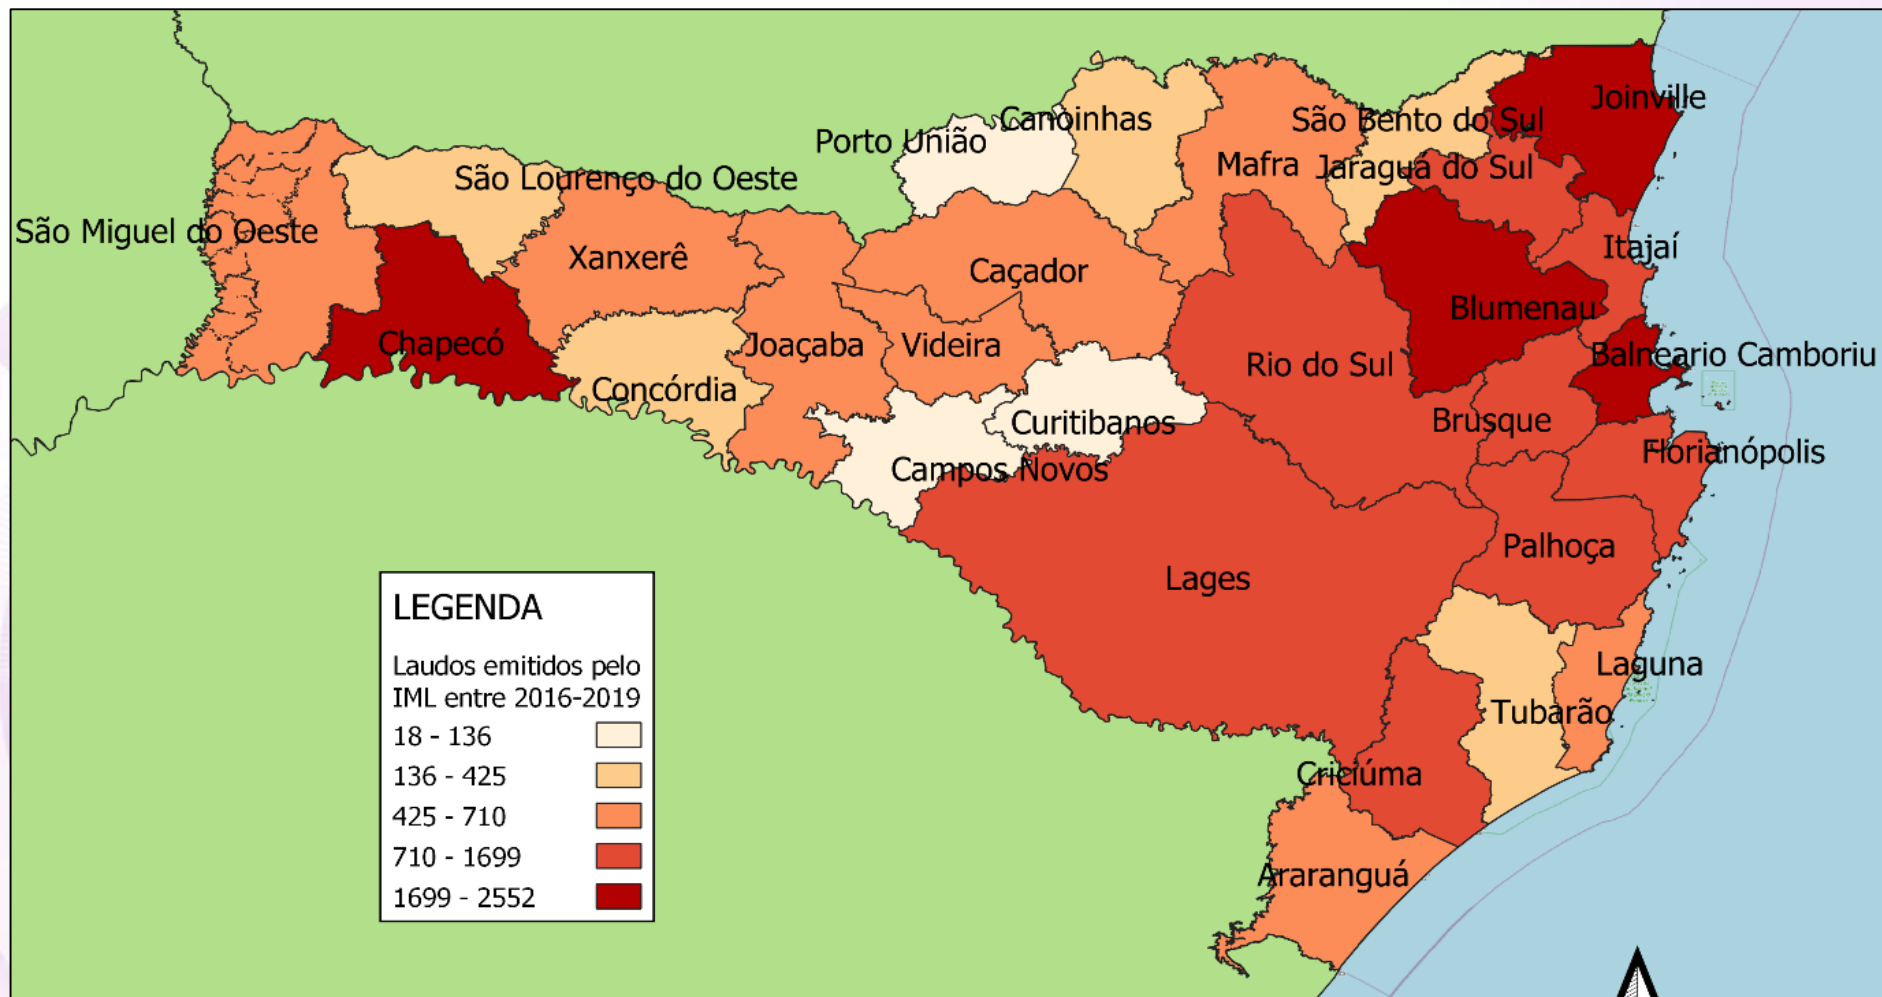 Joinville
Canoinhas
São Bento do Sul
Porto União
Mafra
Jaraguá do Sul
São Lourenço do Oeste
São Miguel do Oeste
Itajaí
Xanxerê
Caçador
Blumenau
Chapecó
Joaçaba
Videira
Balneario Camboriu
Rio do Sul
Concórdia
Curitibanos
Brusque
Florianópolis
Campos Novos
Palhoça
Lages
LEGENDA
Laudos emitidos pelo
IML entre 2016-2019
18 - 136
136 - 425
425 - 710
710 - 1699
1699 - 2552
Laguna
Tubarão
Criciúma
Araranguá